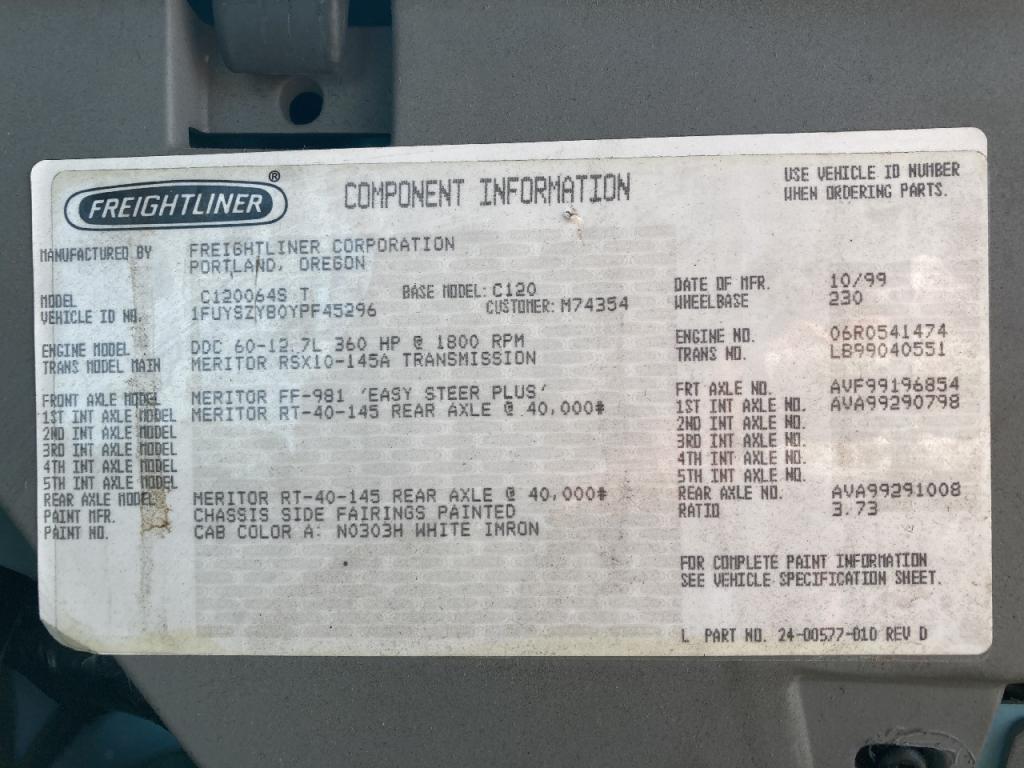 FREIGHTLINER ®
COMPONENT INFORMATION
USE VEHICLE ID NUMBER
WHEN ORDERING PARTS.
MANUFACTURED BY FREIGHTLINER CORPORATION
PORTLAND, OREGON
MODEL C120064S T BASE MODEL: C120 DATE OF MFR. 10/99
VEHICLE ID NO. 1FUYSZYB0YPF45296 CUSTOMER: M74354 WHEELBASE 230
ENGINE MODEL DDC 60-12.7L 360 HP @ 1800 RPM ENGINE NO. 06R0541474
TRANS MODEL MAIN MERITOR RSX10-145A TRANSMISSION TRANS NO. LB99040551
FRONT AXLE MODEL MERITOR FF-981 'EASY STEER PLUS' FRT AXLE NO. AVF99196854
1ST INT AXLE MODEL MERITOR RT-40-145 REAR AXLE @ 40,000# 1ST INT AXLE NO. AVA99290798
2ND INT AXLE MODEL 2ND INT AXLE NO.
3RD INT AXLE MODEL 3RD INT AXLE NO.
4TH INT AXLE MODEL 4TH INT AXLE NO.
5TH INT AXLE MODEL 5TH INT AXLE NO.
REAR AXLE MODEL MERITOR RT-40-145 REAR AXLE @ 40,000# REAR AXLE NO. AVA99291008
PAINT MFR. CHASSIS SIDE FAIRINGS PAINTED RATIO 3.73
PAINT NO. CAB COLOR A: N0303H WHITE IMRON
FOR COMPLETE PAINT INFORMATION
SEE VEHICLE SPECIFICATION SHEET.
L PART NO. 24-00577-010 REV D